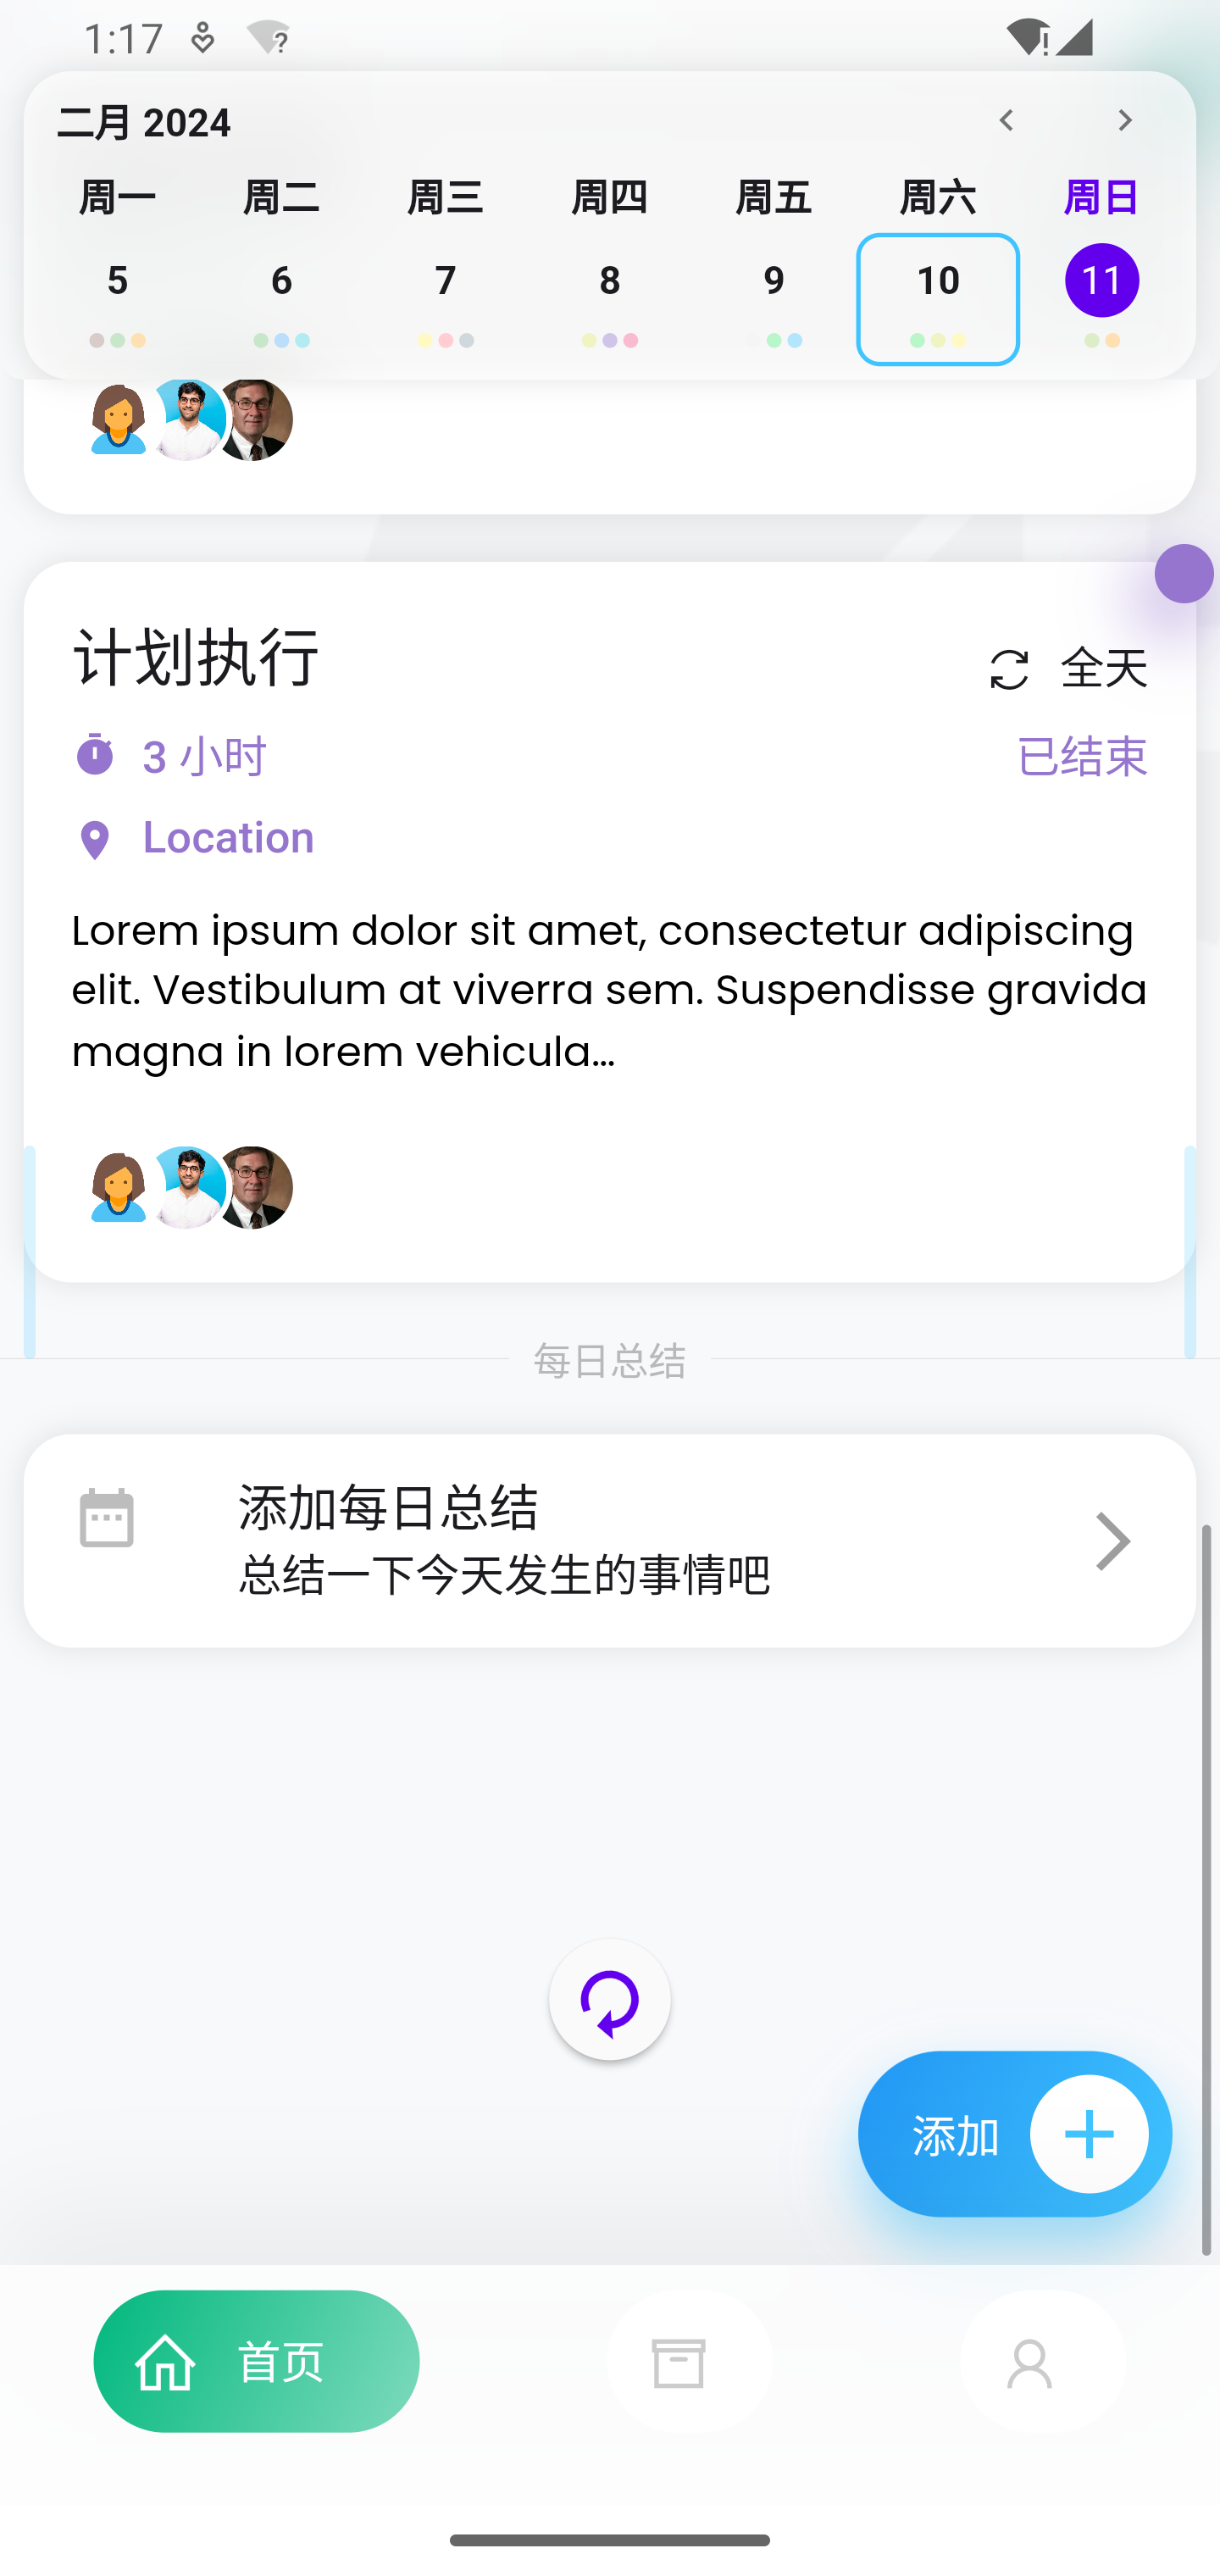 1:17
二月 2024
周一 周二 周三 周四 周五 周六 周日
5 6 7 8 9 10 11
计划执行
全天
3 小时
已结束
Location
Lorem ipsum dolor sit amet, consectetur adipiscing
elit. Vestibulum at viverra sem. Suspendisse gravida
magna in lorem vehicula...
每日总结
添加每日总结
总结一下今天发生的事情吧
添加
首页